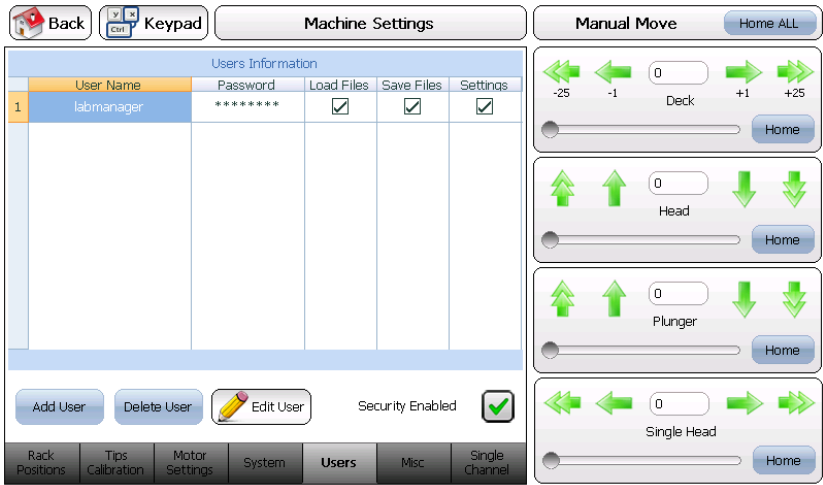 Back
Y X
Ctrl
Keypad
Machine Settings
Manual Move
Home ALL
Users Information
User Name Password Load Files Save Files Settings
1 labmanager ********
Add User Delete User Edit User Security Enabled
Rack Positions
Tips Calibration
Motor Settings
System
Users
Misc
Single Channel
0
-25 -1 Deck +1 +25
Home
0
Head
Home
0
Plunger
Home
0
Single Head
Home